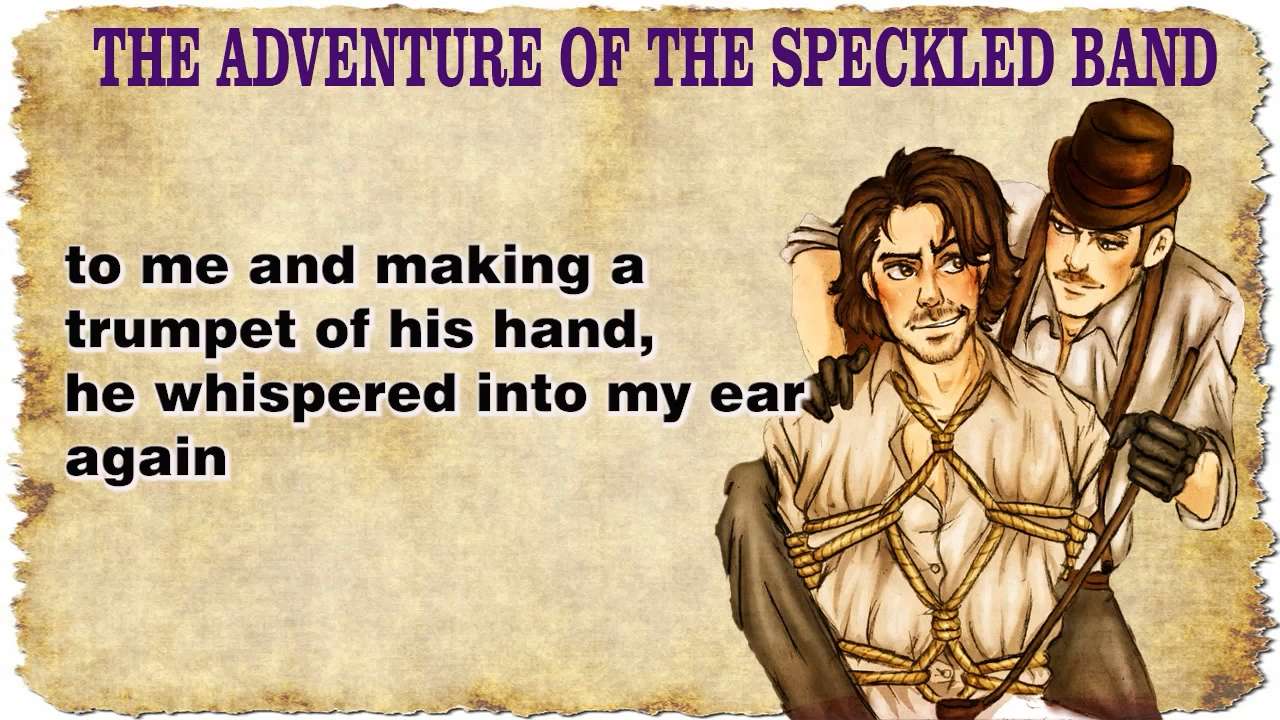 THE ADVENTURE OF THE SPECKLED BAND
to me and making a
trumpet of his hand,
he whispered into my ear
again